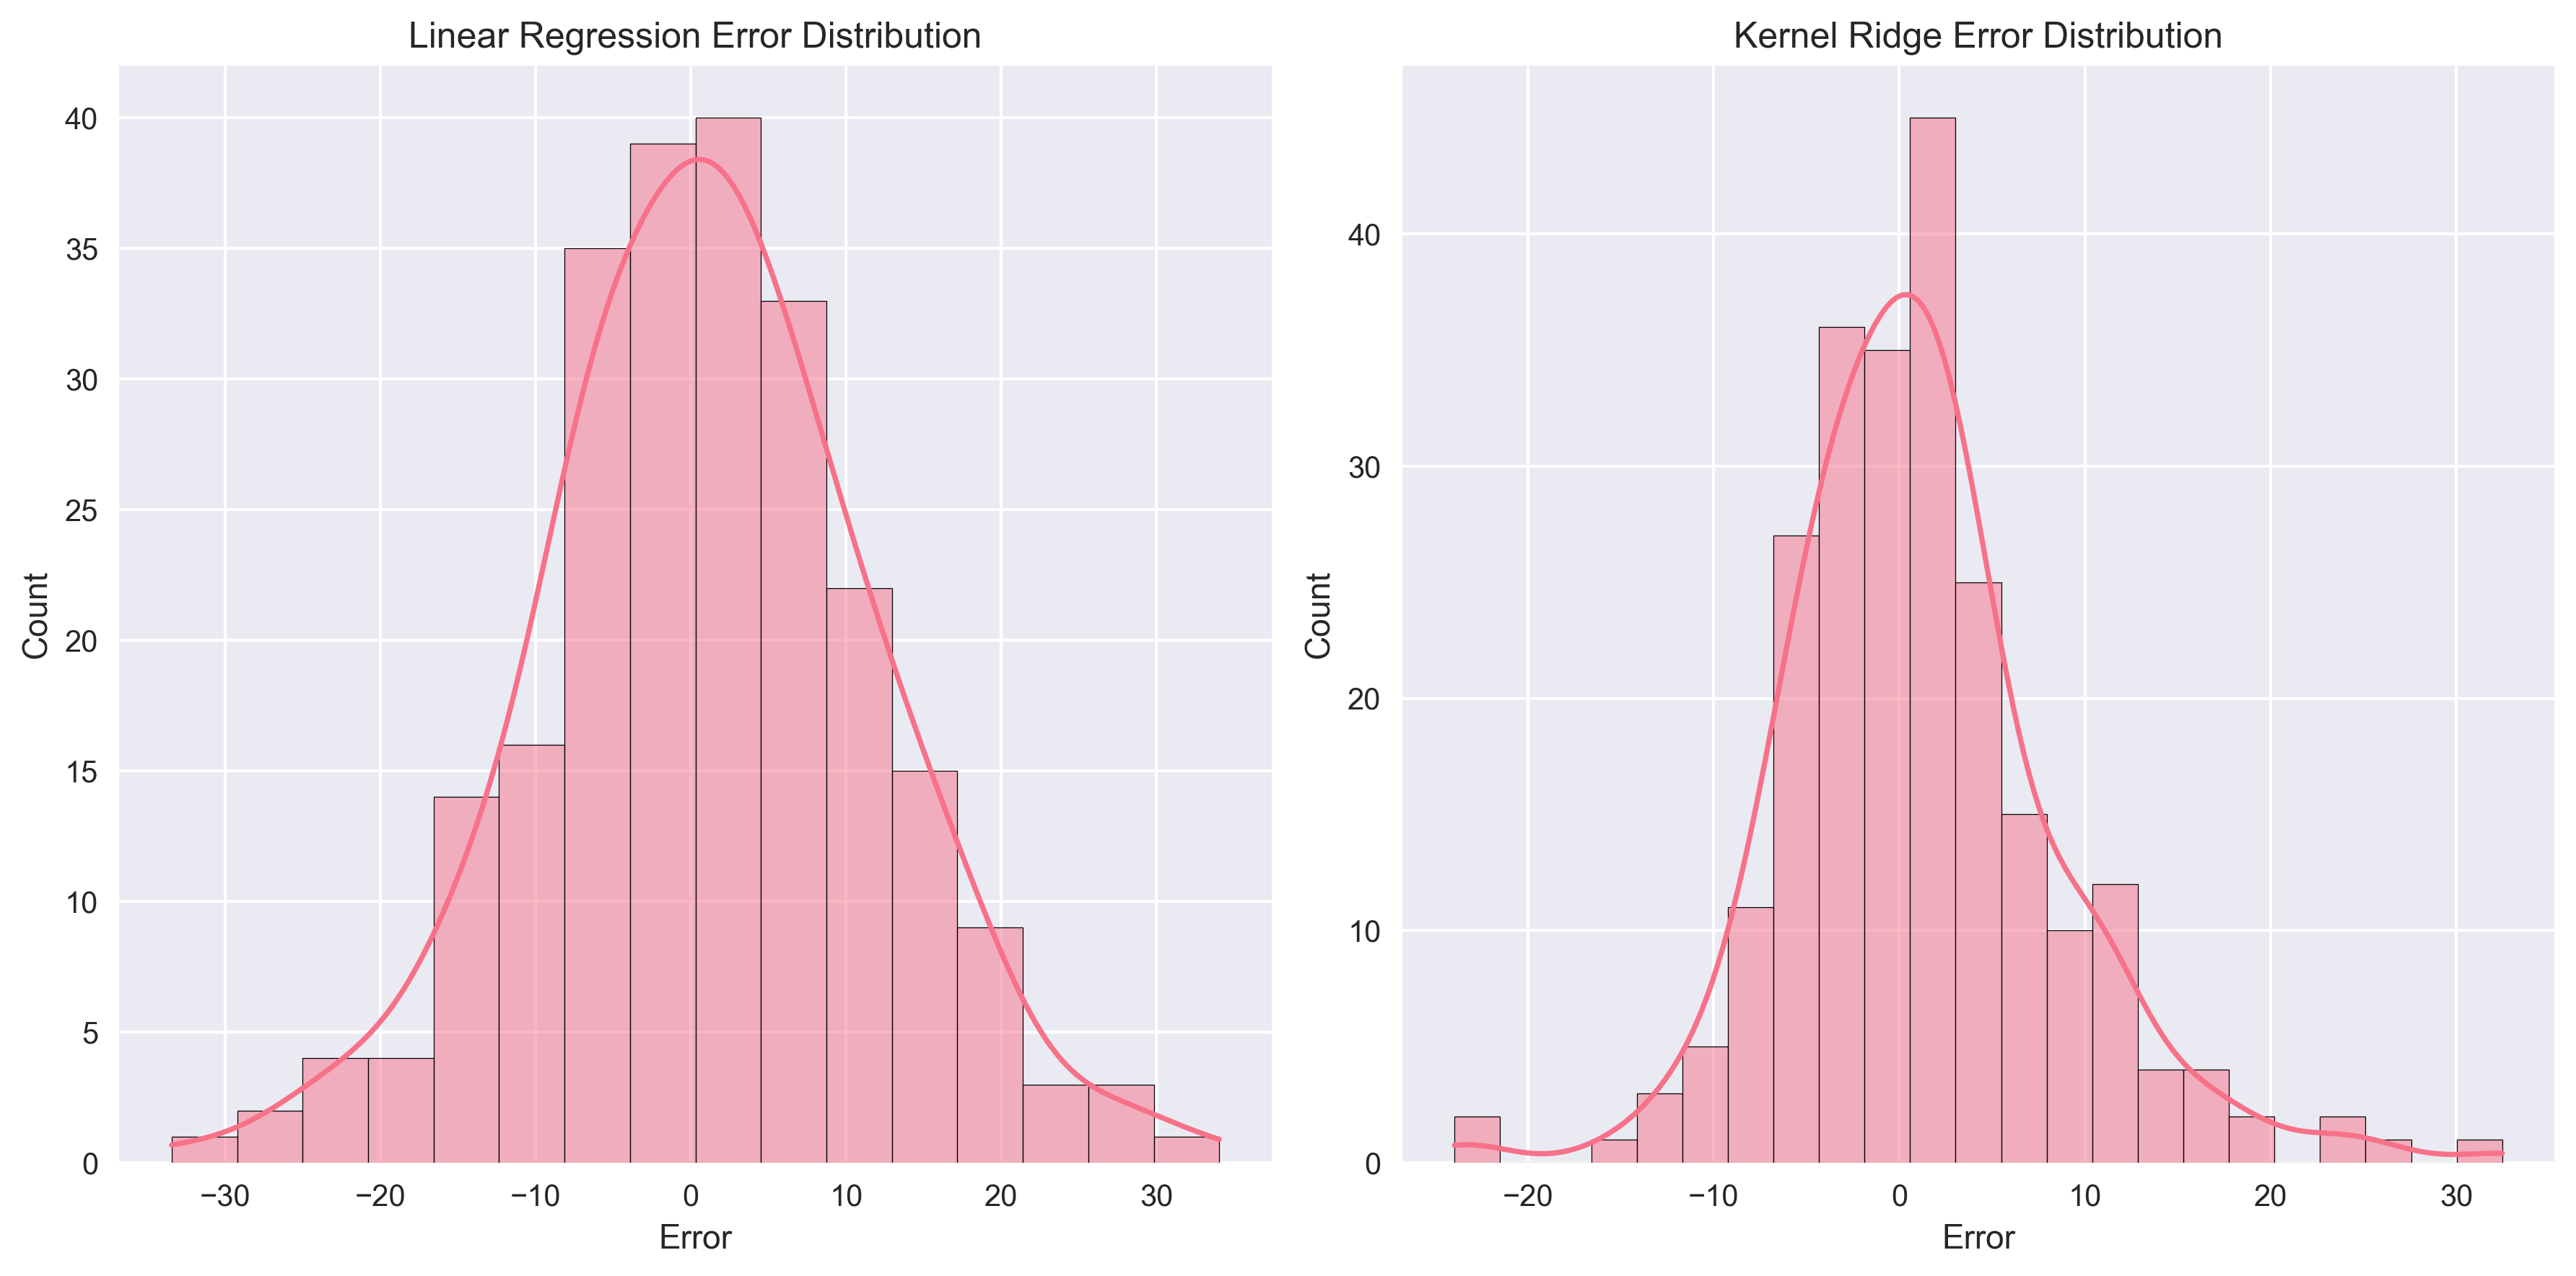 Linear Regression Error Distribution
Count
40
35
30
25
20
15
10
5
0
−30 −20 −10 0 10 20 30
Error
Kernel Ridge Error Distribution
Count
40
30
20
10
0
−20 −10 0 10 20 30
Error